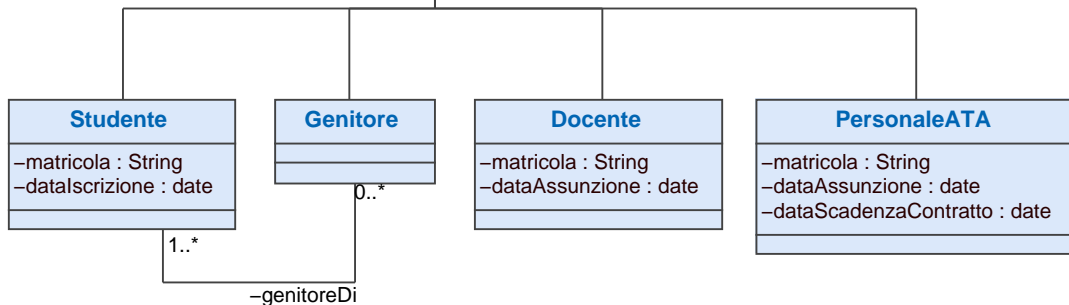 Studente
-matricola : String
-dataIscrizione : date
Genitore
Docente
-matricola : String
-dataAssunzione : date
PersonaleATA
-matricola : String
-dataAssunzione : date
-dataScadenzaContratto : date
0..*
1..*
-genitoreDi